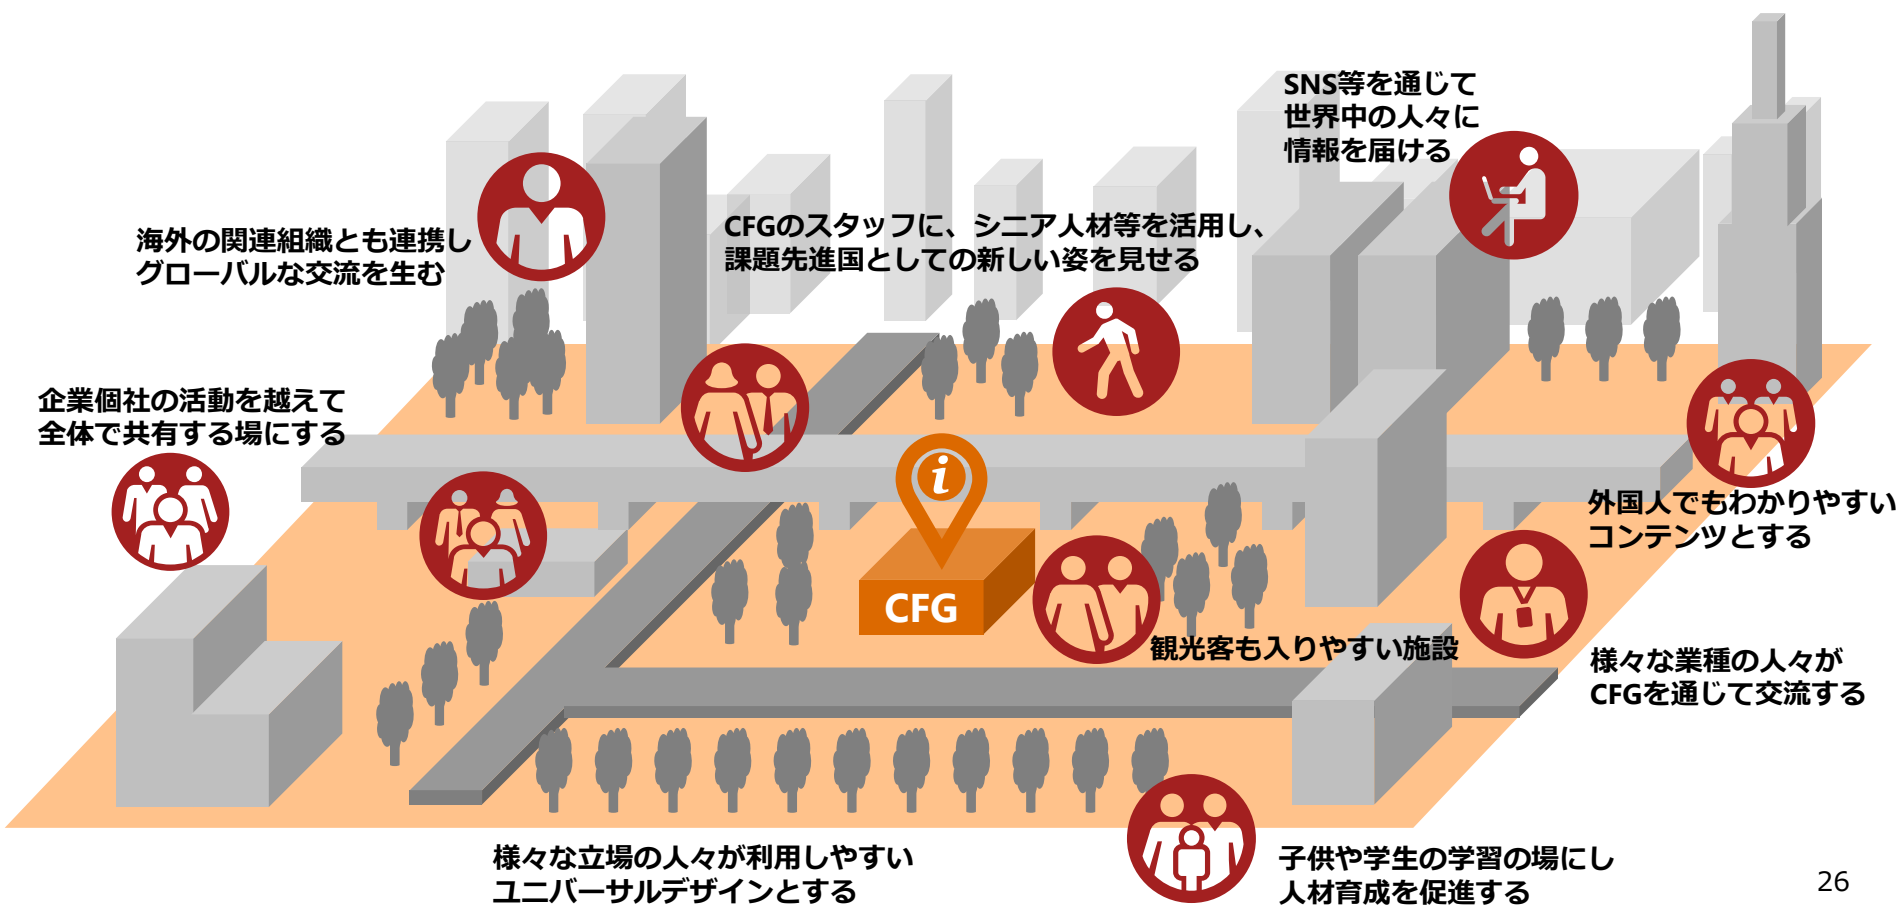 SNS等を通じて
世界中の人々に
情報を届ける
海外の関連組織とも連携し
グローバルな交流を生む
CFGのスタッフに、シニア人材等を活用し、
課題先進国としての新しい姿を見せる
企業個社の活動を越えて
全体で共有する場にする
i
CFG
外国人でもわかりやすい
コンテンツとする
観光客も入りやすい施設
様々な業種の人々が
CFGを通じて交流する
様々な立場の人々が利用しやすい
ユニバーサルデザインとする
子供や学生の学習の場にし
人材育成を促進する
26